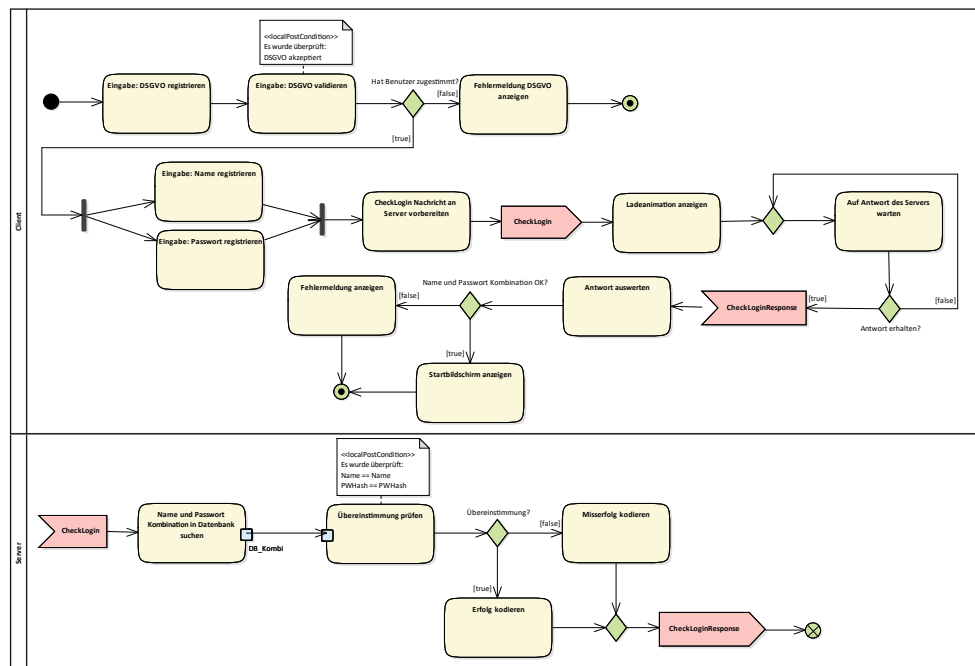 Client
<<localPostCondition>>
Es wurde überprüft:
DSGVO akzeptiert
Eingabe: DSGVO registrieren
Eingabe: DSGVO validieren
Hat Benutzer zugestimmt?
[false]
[true]
Fehlermeldung DSGVO
anzeigen
Eingabe: Name registrieren
Eingabe: Passwort registrieren
CheckLogin Nachricht an
Server vorbereiten
CheckLogin
Ladeanimation anzeigen
Auf Antwort des Servers
warten
Antwort erhalten?
[false]
[true]
CheckLoginResponse
Antwort auswerten
Name und Passwort Kombination OK?
[false]
[true]
Fehlermeldung anzeigen
Startbildschirm anzeigen
Server
CheckLogin
Name und Passwort
Kombination in Datenbank
suchen
DB_Kombi
<<localPostCondition>>
Es wurde überprüft:
Name == Name
PWHash == PWHash
Übereinstimmung prüfen
Übereinstimmung?
[false]
[true]
Misserfolg kodieren
Erfolg kodieren
CheckLoginResponse